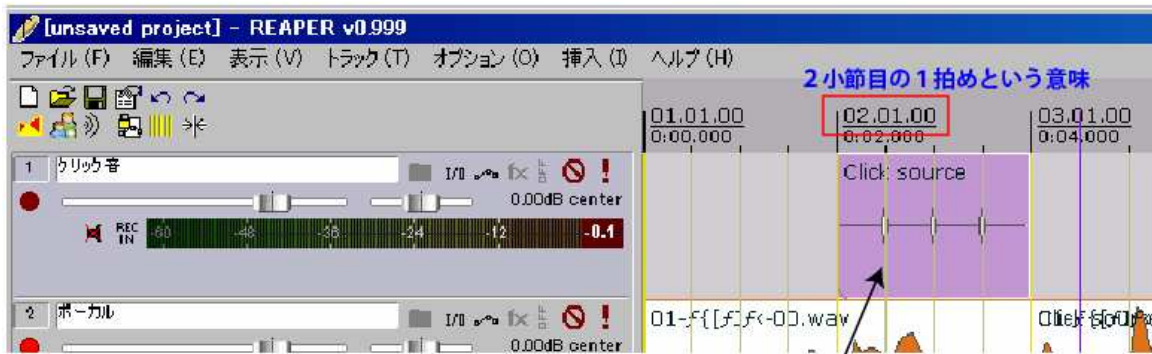 [unsaved project] - REAPER v0.999
ファイル(F) 編集(E) 表示(V) トラック(T) オプション(O) 挿入(I) ヘルプ(H)
2小節目の1拍めという意味
01.01.00 02.01.00 03.01.00
0:00.000 0:02.000 0:04.000
1 クリック音 I/O fx
Click source
0.00dB center
REC IN -60 -48 -36 -24 -12 -0.1
2 ボーカル I/O fx
01-ƒ{[ƒJƒ‹-00.wav
0.00dB center